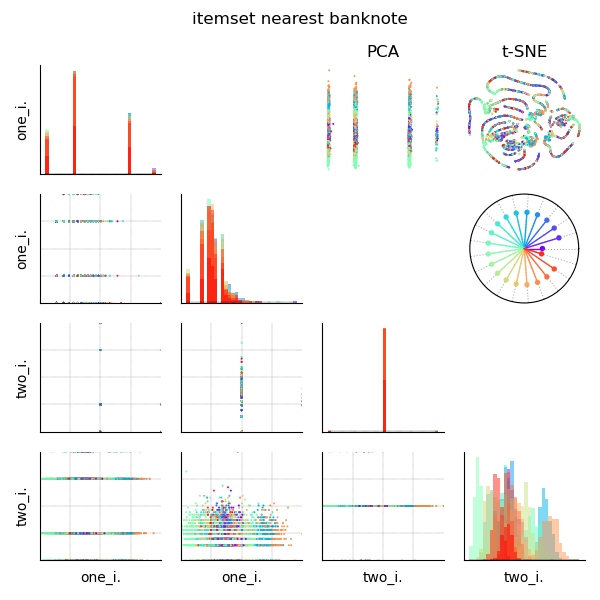 itemset nearest banknote
PCA
t-SNE
one_i.
one_i.
two_i.
two_i.
one_i.
one_i.
two_i.
two_i.